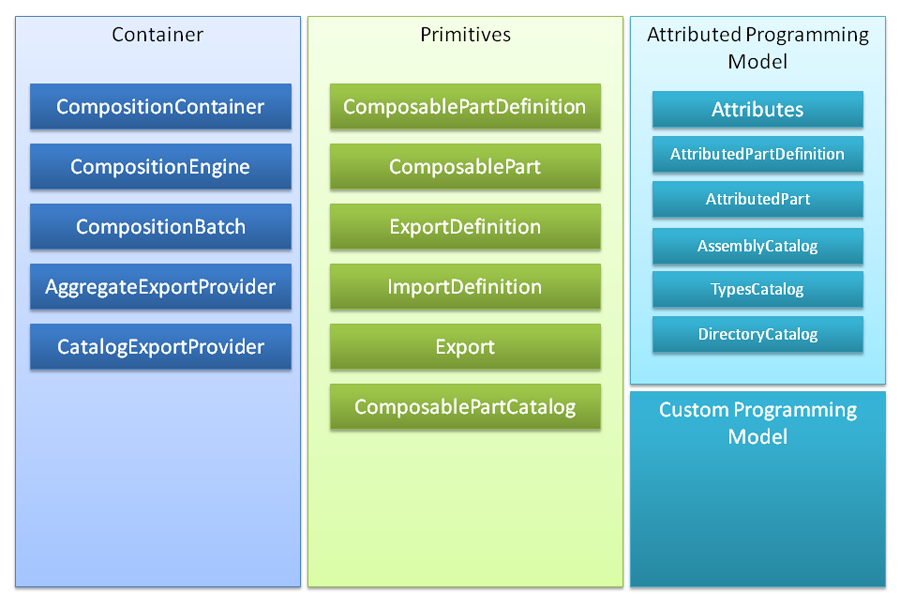 Container
CompositionContainer
CompositionEngine
CompositionBatch
AggregateExportProvider
CatalogExportProvider
Primitives
ComposablePartDefinition
ComposablePart
ExportDefinition
ImportDefinition
Export
ComposablePartCatalog
Attributed Programming
Model
Attributes
AttributedPartDefinition
AttributedPart
AssemblyCatalog
TypesCatalog
DirectoryCatalog
Custom Programming
Model